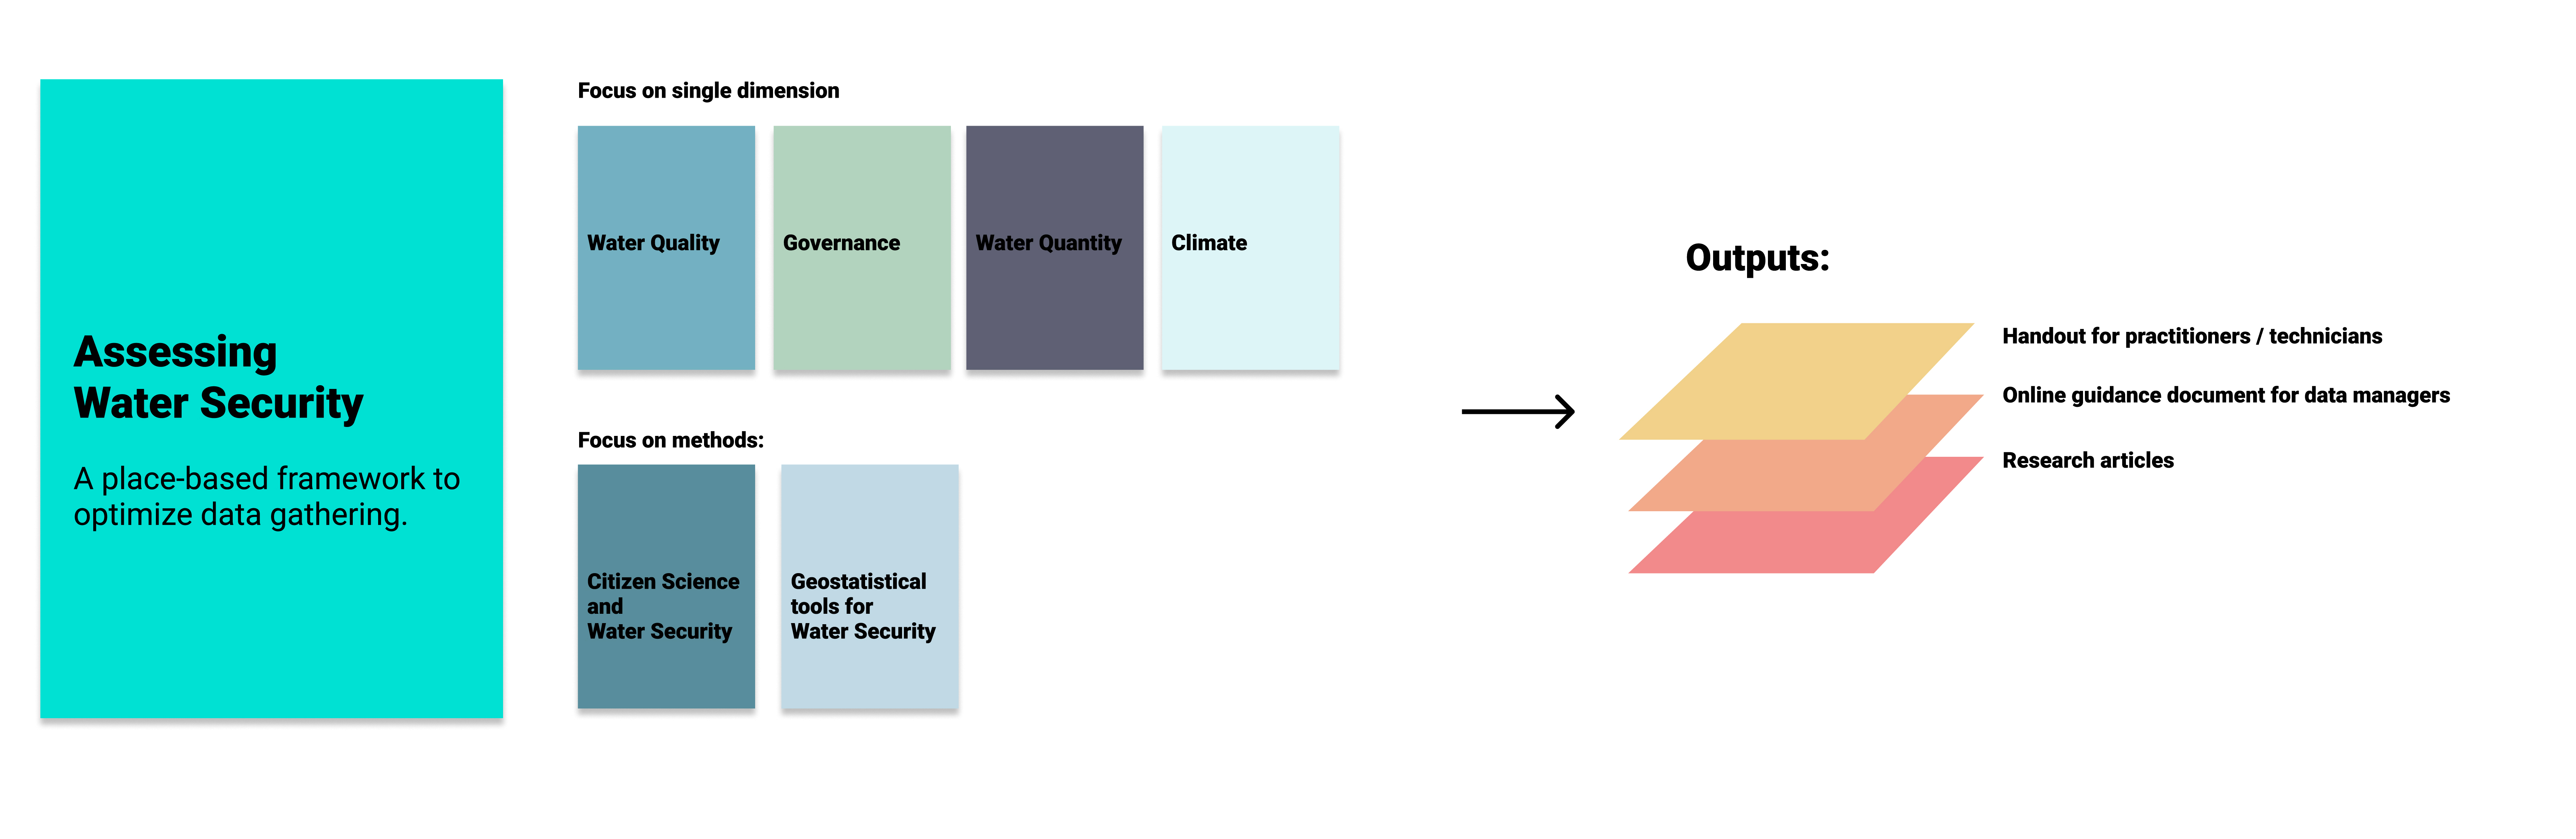 Assessing
Water Security
A place-based framework to
optimize data gathering.
Focus on single dimension
Water Quality
Governance
Water Quantity
Climate
Focus on methods:
Citizen Science
and
Water Security
Geostatistical
tools for
Water Security
Outputs:
Handout for practitioners / technicians
Online guidance document for data managers
Research articles